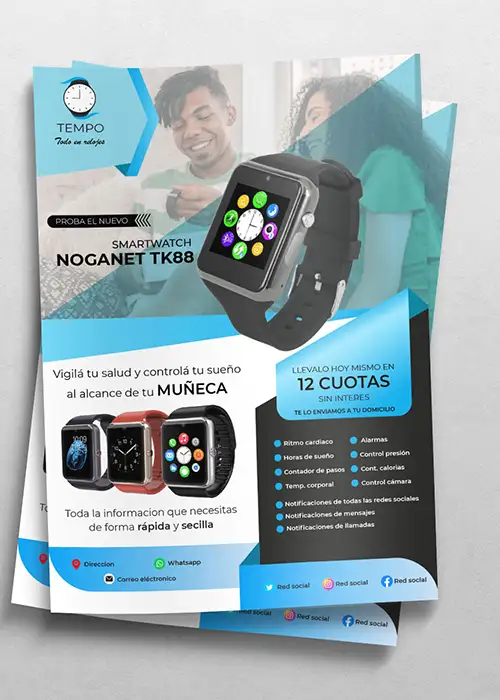 TEMPO
Todo en relojes
PROBA EL NUEVO
SMARTWATCH
NOGANET TK88
Vigilá tu salud y controlá tu sueño
al alcance de tu MUÑECA
Toda la informacion que necesitas
de forma rápida y secilla
Direccion
Whatsapp
Correo eléctronico
LLEVALO HOY MISMO EN
12 CUOTAS
SIN INTERES
TE LO ENVIAMOS A TU DOMICILIO
Ritmo cardiaco
Alarmas
Horas de sueño
Control presión
Contador de pasos
Cont. calorias
Temp. corporal
Control cámara
Notificaciones de todas las redes sociales
Notificaciones de mensajes
Notificaciones de llamadas
Red social
Red social
Red social
Red social
Red social